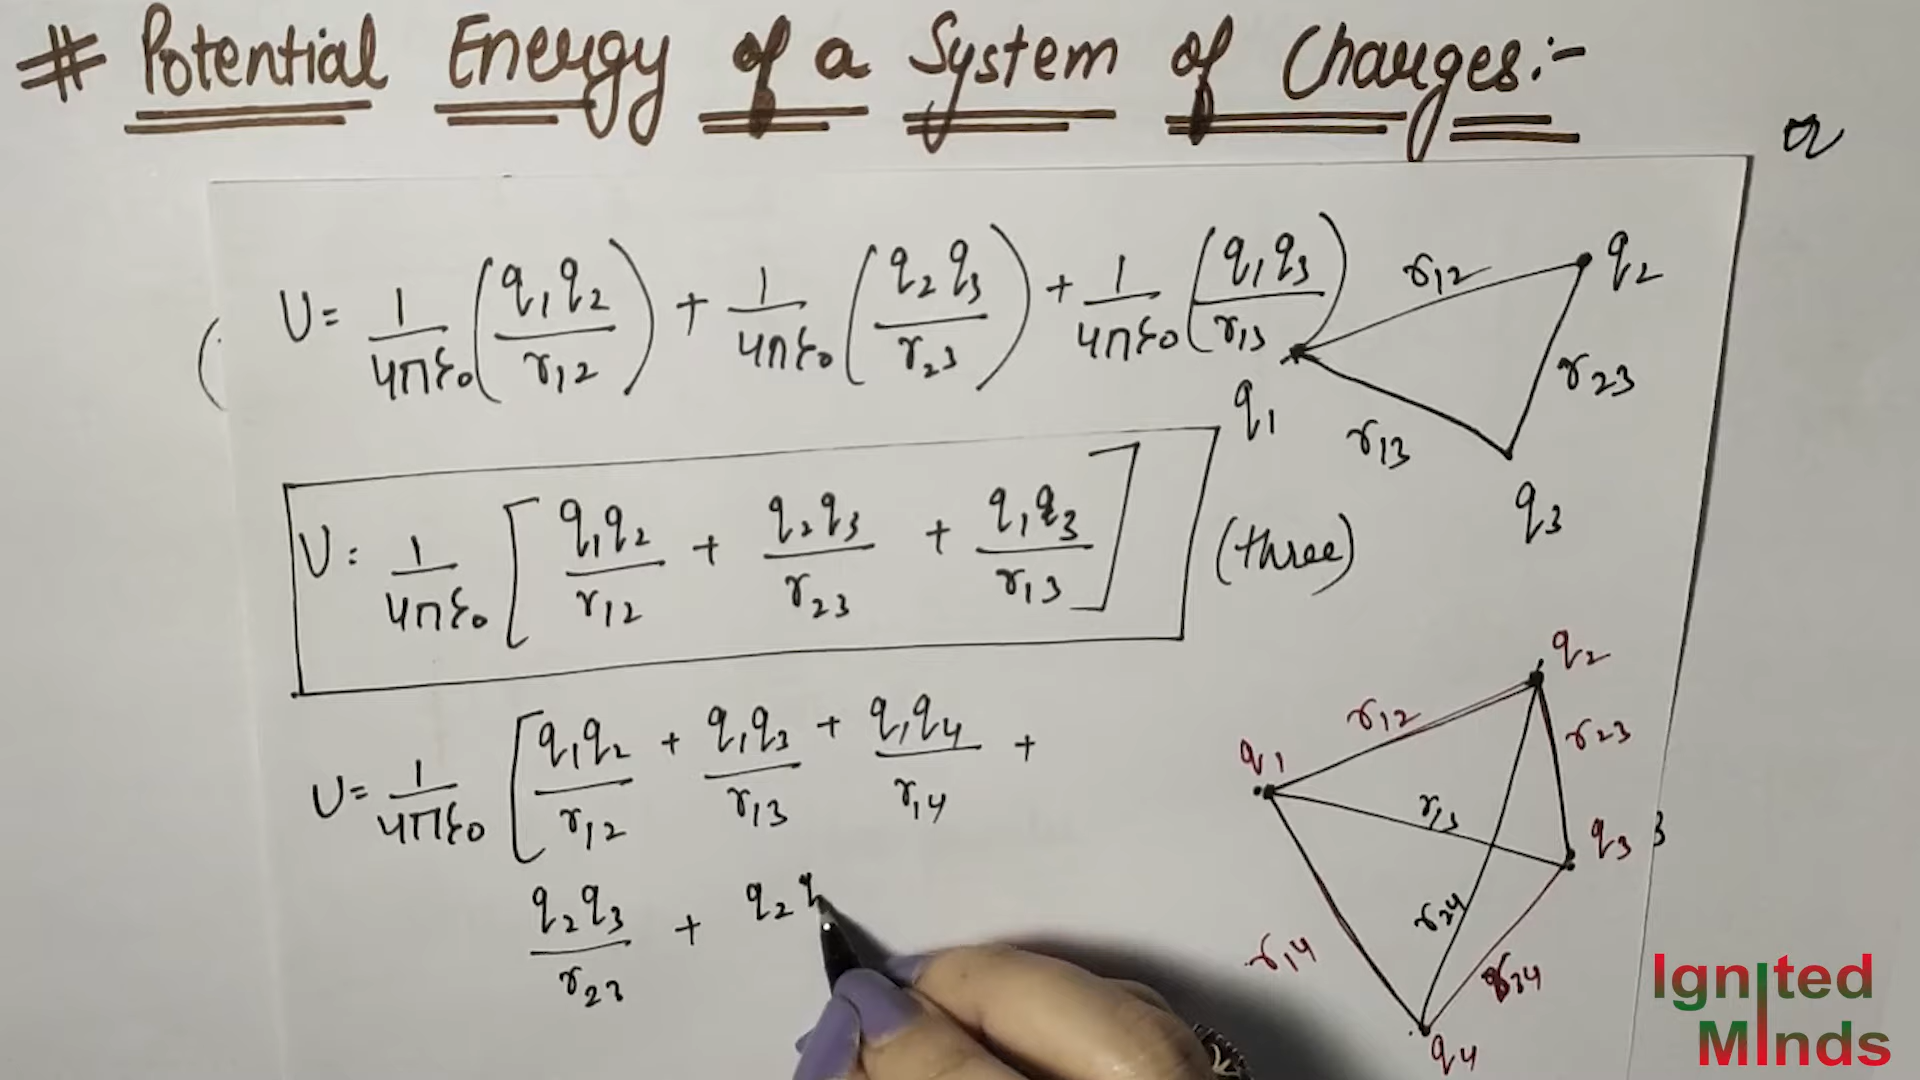 # Potential Energy of a System of Charges:-
U= 1/4πε₀ (q₁q₂/r₁₂) + 1/4πε₀ (q₂q₃/r₂₃) + 1/4πε₀ (q₁q₃/r₁₃)
r₁₂
q₂
r₂₃
q₁
r₁₃
q₃
U= 1/4πε₀ [q₁q₂/r₁₂ + q₂q₃/r₂₃ + q₁q₃/r₁₃] (three)
U= 1/4πε₀ [q₁q₂/r₁₂ + q₁q₃/r₁₃ + q₁q₄/r₁₄ +
q₂q₃/r₂₃ + q₂
q₂
r₁₂
r₂₃
q₁
r₁₃
q₃ 3
r₂₄
r₁₄
r₃₄
q₄
Ignited
Minds